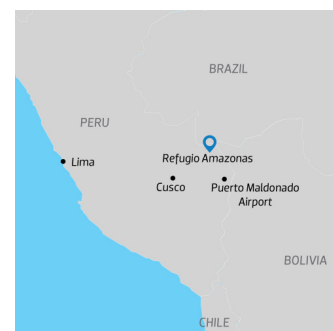 BRAZIL
PERU
Refugio Amazonas
Lima
Cusco
Puerto Maldonado
Airport
BOLIVIA
CHILE